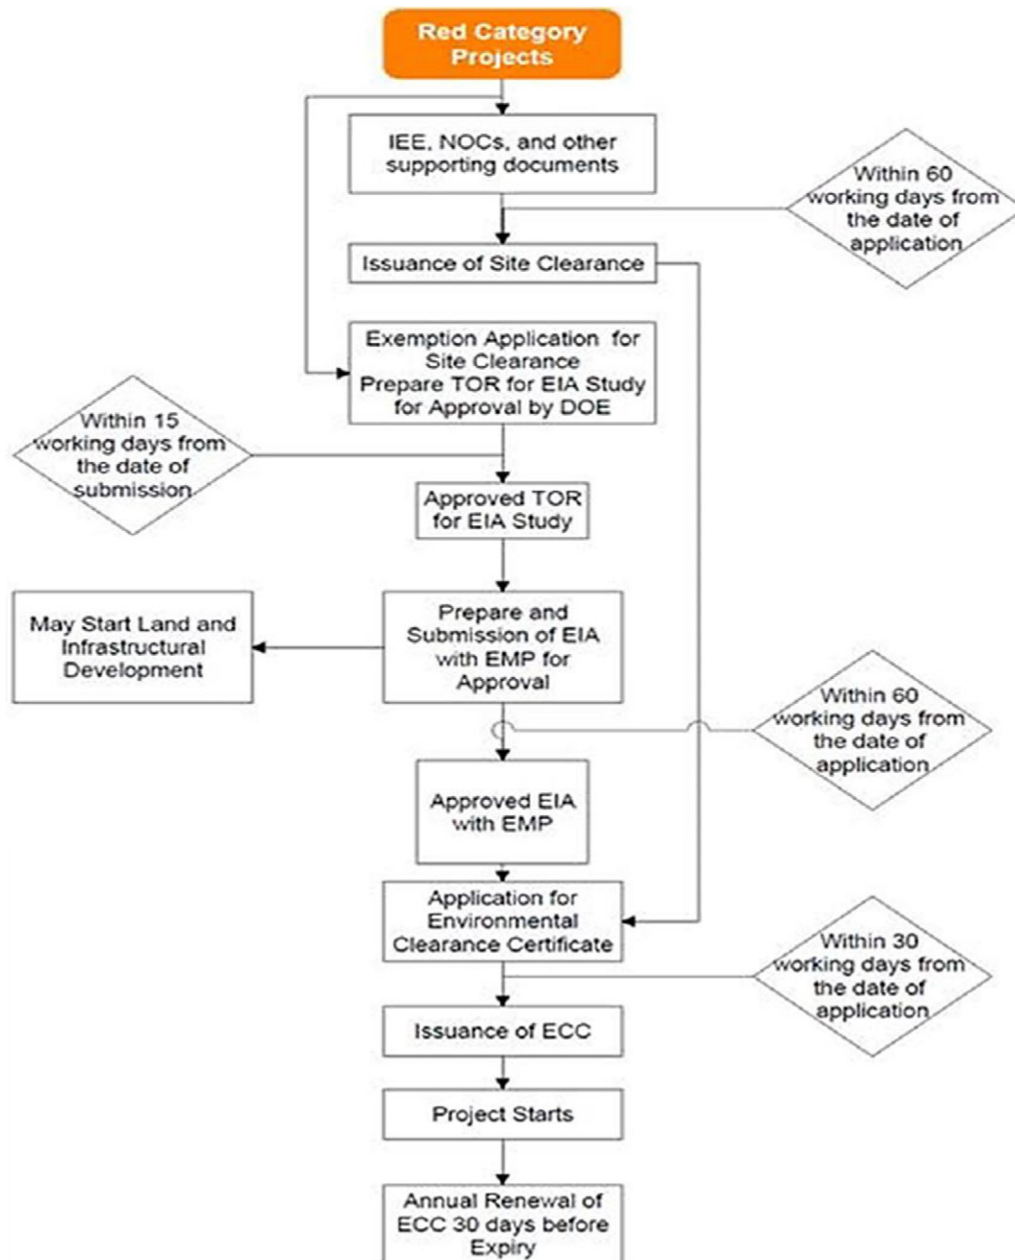 Red Category
Projects
IEE, NOCs, and other
supporting documents
Within 60
working days from
the date of
application
Issuance of Site Clearance
Exemption Application for
Site Clearance
Prepare TOR for EIA Study
for Approval by DOE
Within 15
working days from
the date of
submission
Approved TOR
for EIA Study
May Start Land and
Infrastructural
Development
Prepare and
Submission of EIA
with EMP for
Approval
Within 60
working days from
the date of
application
Approved EIA
with EMP
Application for
Environmental
Clearance Certificate
Within 30
working days from
the date of
application
Issuance of ECC
Project Starts
Annual Renewal of
ECC 30 days before
Expiry